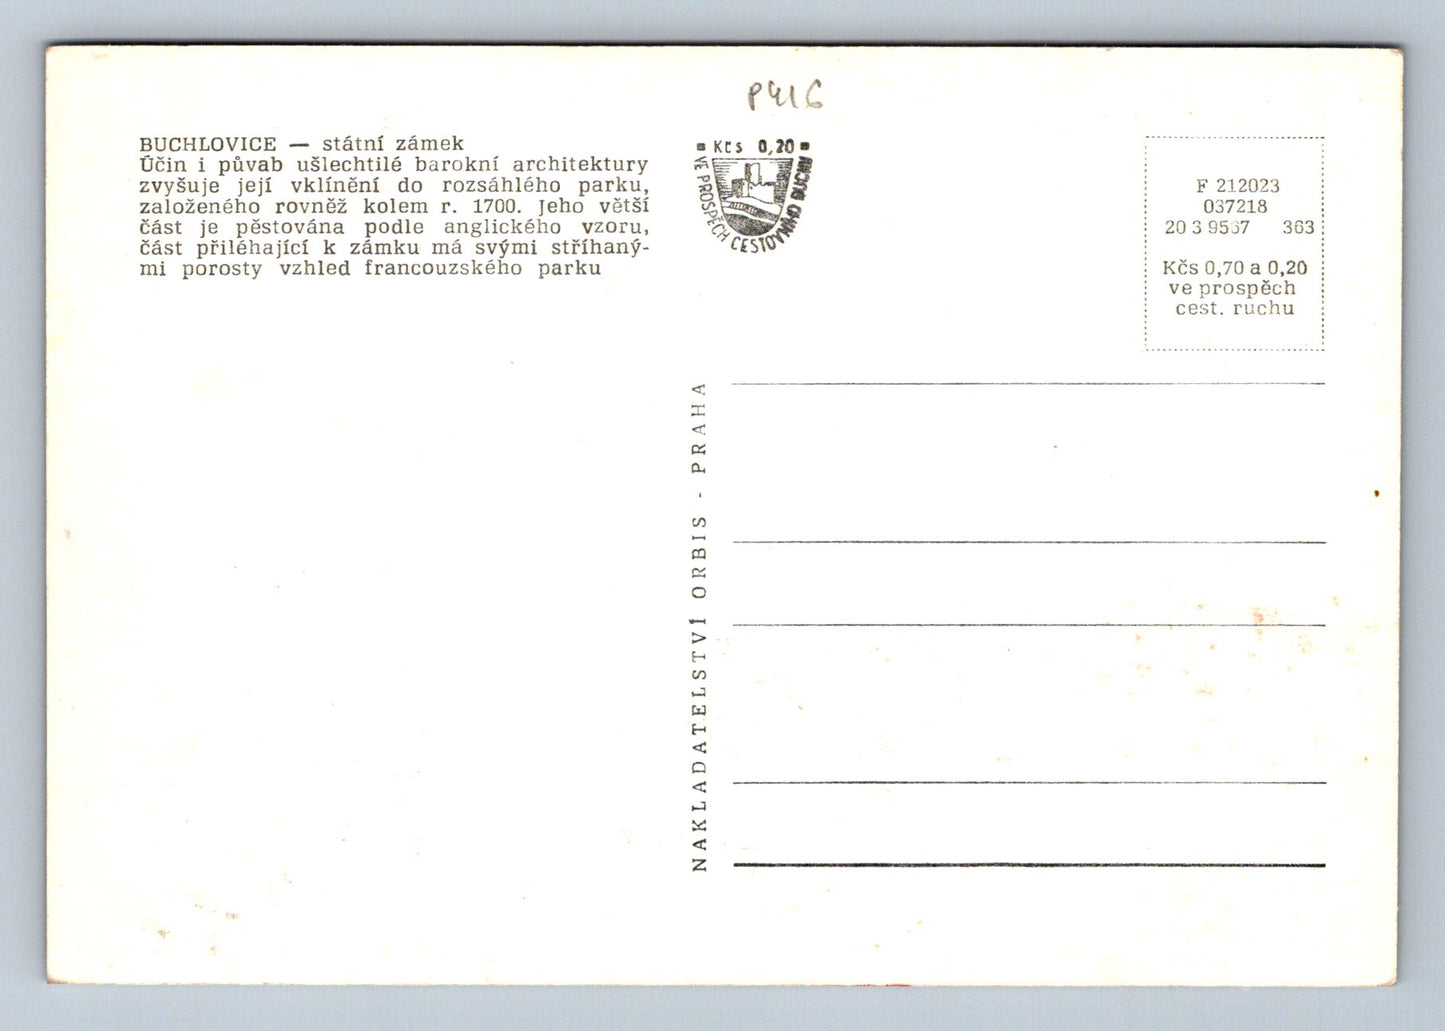 P416
BUCHLOVICE — státní zámek
Účin i půvab ušlechtilé barokní architektury
zvyšuje její vklínění do rozsáhlého parku,
založeného rovněž kolem r. 1700. Jeho větší
část je pěstována podle anglického vzoru,
část přiléhající k zámku má svými stříhaný-
mi porosty vzhled francouzského parku
Kčs 0,20
VE PROSPĚCH CESTOVNÍHO RUCHU
F 212023
037218
20 3 9567 363
Kčs 0,70 a 0,20
ve prospěch
cest. ruchu
NAKLADATELSTVÍ ORBIS - PRAHA